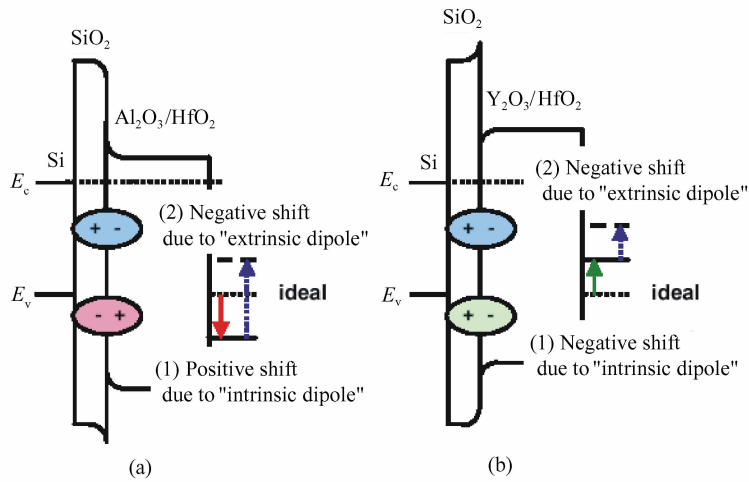 SiO2
Al2O3/HfO2
Si
Ec
(2) Negative shift
due to "extrinsic dipole"
+ -
Ev
ideal
- +
(1) Positive shift
due to "intrinsic dipole"
(a)
SiO2
Y2O3/HfO2
Si
Ec
(2) Negative shift
due to "extrinsic dipole"
+ -
Ev
ideal
+ -
(1) Negative shift
due to "intrinsic dipole"
(b)